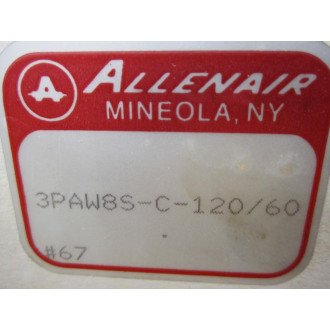 A ALLENAIR
MINEOLA, NY
3PAW8S-C-120/60
#67